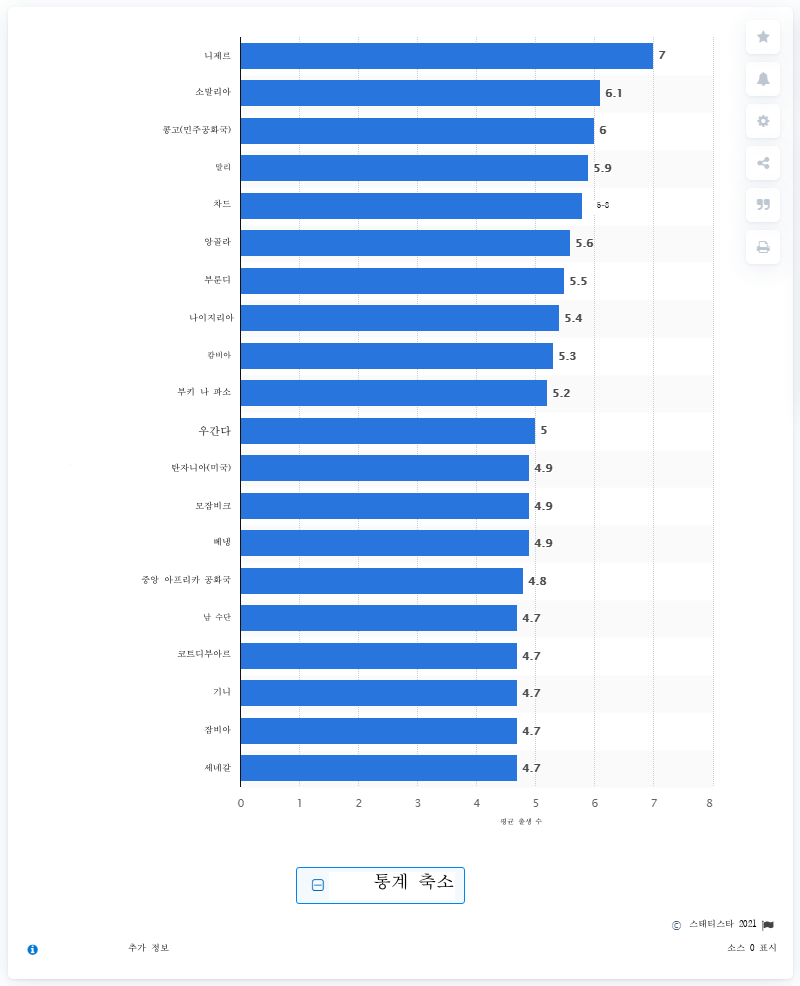 니제르 7
소말리아 6.1
콩고(민주공화국) 6
말리 5.9
차드 5-8
앙골라 5.6
부룬디 5.5
나이지리아 5.4
감비아 5.3
부키 나 파소 5.2
우간다 5
탄자니아(미국) 4.9
모잠비크 4.9
베냉 4.9
중앙 아프리카 공화국 4.8
남 수단 4.7
코트디부아르 4.7
기니 4.7
잠비아 4.7
세네갈 4.7
0 1 2 3 4 5 6 7 8
평균 출생 수
통계 축소
© 스태티스타 2021
추가 정보 소스 0 표시